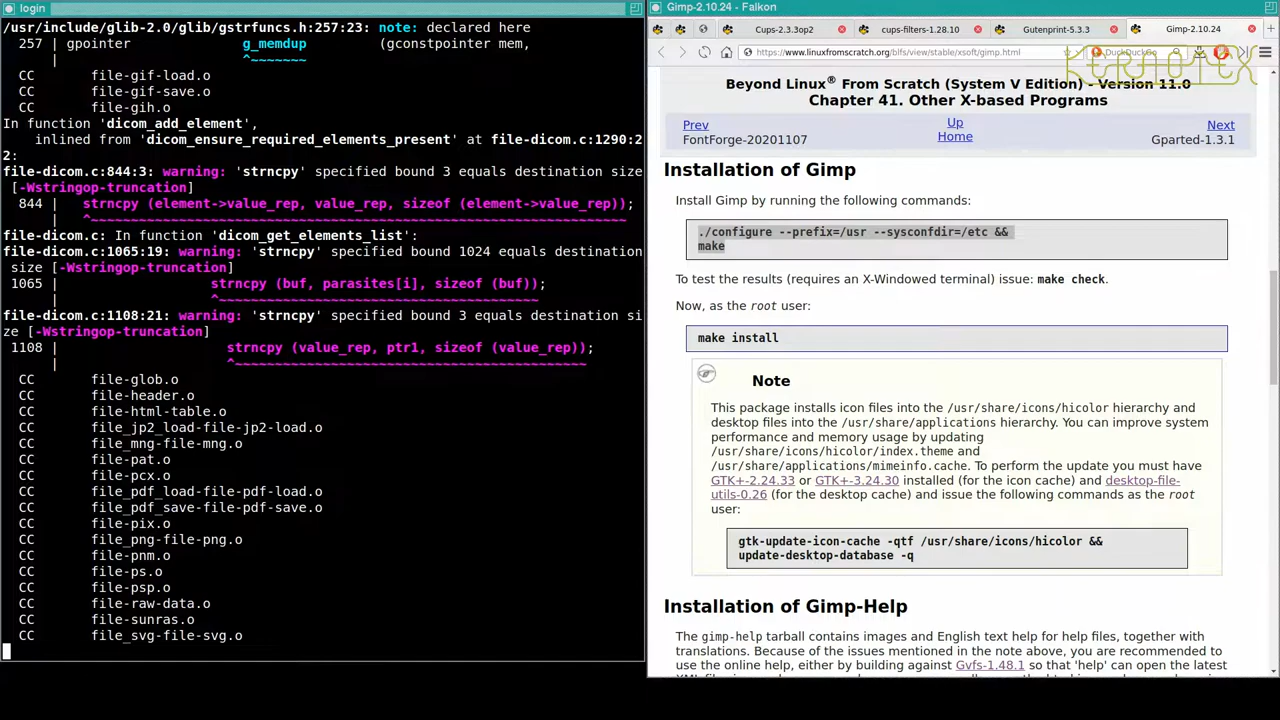 login
/usr/include/glib-2.0/glib/gstrfuncs.h:257:23: note: declared here
257 | gpointer g_memdup (gconstpointer mem,
| ^~~~~~~~
CC file-gif-load.o
CC file-gif-save.o
CC file-gih.o
In function 'dicom_add_element',
inlined from 'dicom_ensure_required_elements_present' at file-dicom.c:1290:2
2:
file-dicom.c:844:3: warning: 'strncpy' specified bound 3 equals destination size
[-Wstringop-truncation]
844 | strncpy (element->value_rep, value_rep, sizeof (element->value_rep));
| ^~~~~~~~~~~~~~~~~~~~~~~~~~~~~~~~~~~~~~~~~~~~~~~~~~~~~~~~~~~~~~~~~~~~
file-dicom.c: In function 'dicom_get_elements_list':
file-dicom.c:1065:19: warning: 'strncpy' specified bound 1024 equals destination
size [-Wstringop-truncation]
1065 | strncpy (buf, parasites[i], sizeof (buf));
| ^~~~~~~~~~~~~~~~~~~~~~~~~~~~~~~~~~~~~~~~~
file-dicom.c:1108:21: warning: 'strncpy' specified bound 3 equals destination si
ze [-Wstringop-truncation]
1108 | strncpy (value_rep, ptr1, sizeof (value_rep));
| ^~~~~~~~~~~~~~~~~~~~~~~~~~~~~~~~~~~~~~~~~~~~~
CC file-glob.o
CC file-header.o
CC file-html-table.o
CC file_jp2_load-file-jp2-load.o
CC file_mng-file-mng.o
CC file-pat.o
CC file-pcx.o
CC file_pdf_load-file-pdf-load.o
CC file_pdf_save-file-pdf-save.o
CC file-pix.o
CC file_png-file-png.o
CC file-pnm.o
CC file-ps.o
CC file-psp.o
CC file-raw-data.o
CC file-sunras.o
CC file_svg-file-svg.o
Gimp-2.10.24 - Falkon
Cups-2.3.3op2 cups-filters-1.28.10 Gutenprint-5.3.3 Gimp-2.10.24
https://www.linuxfromscratch.org/blfs/view/stable/xsoft/gimp.html DuckDuckGo
KERNOTEX
Beyond Linux® From Scratch (System V Edition) - Version 11.0
Chapter 41. Other X-based Programs
Prev Up Next
FontForge-20201107 Home Gparted-1.3.1
Installation of Gimp
Install Gimp by running the following commands:
./configure --prefix=/usr --sysconfdir=/etc &&
make
To test the results (requires an X-Windowed terminal) issue: make check.
Now, as the root user:
make install
Note
This package installs icon files into the /usr/share/icons/hicolor hierarchy and
desktop files into the /usr/share/applications hierarchy. You can improve system
performance and memory usage by updating
/usr/share/icons/hicolor/index.theme and
/usr/share/applications/mimeinfo.cache. To perform the update you must have
GTK+-2.24.33 or GTK+-3.24.30 installed (for the icon cache) and desktop-file-
utils-0.26 (for the desktop cache) and issue the following commands as the root
user:
gtk-update-icon-cache -qtf /usr/share/icons/hicolor &&
update-desktop-database -q
Installation of Gimp-Help
The gimp-help tarball contains images and English text help for help files, together with
translations. Because of the issues mentioned in the note above, you are recommended to
use the online help, either by building against Gvfs-1.48.1 so that 'help' can open the latest